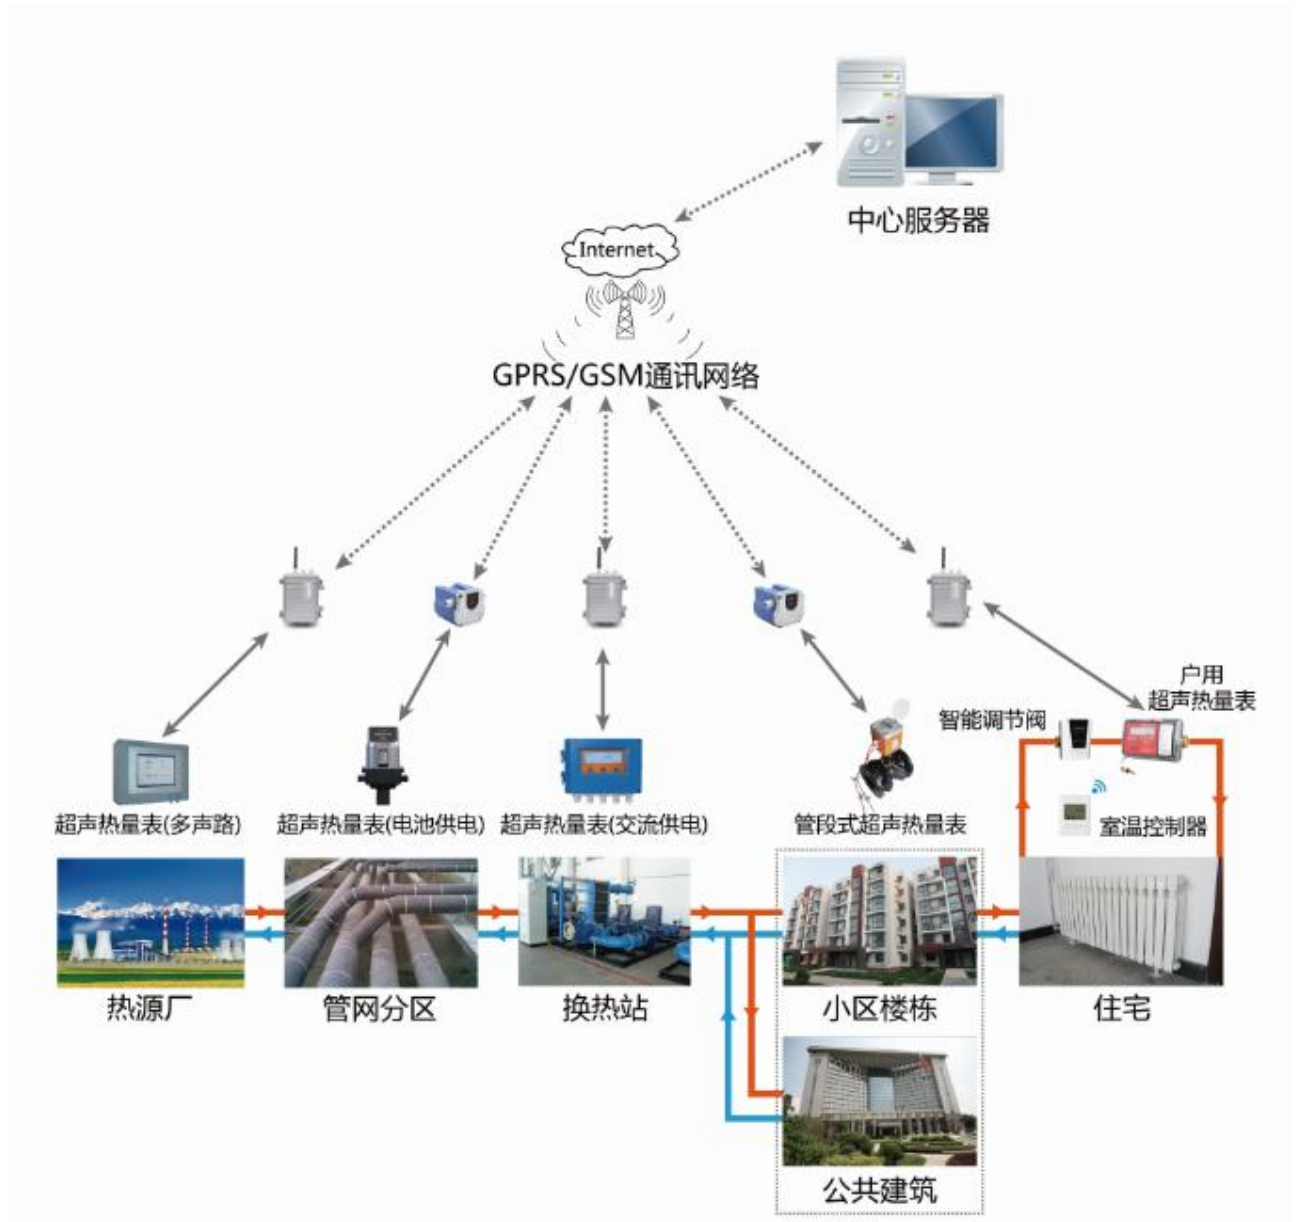 中心服务器
Internet
GPRS/GSM通讯网络
户用
超声热量表
智能调节阀
超声热量表(多声路)
超声热量表(电池供电)
超声热量表(交流供电)
管段式超声热量表
室温控制器
热源厂
管网分区
换热站
小区楼栋
住宅
公共建筑